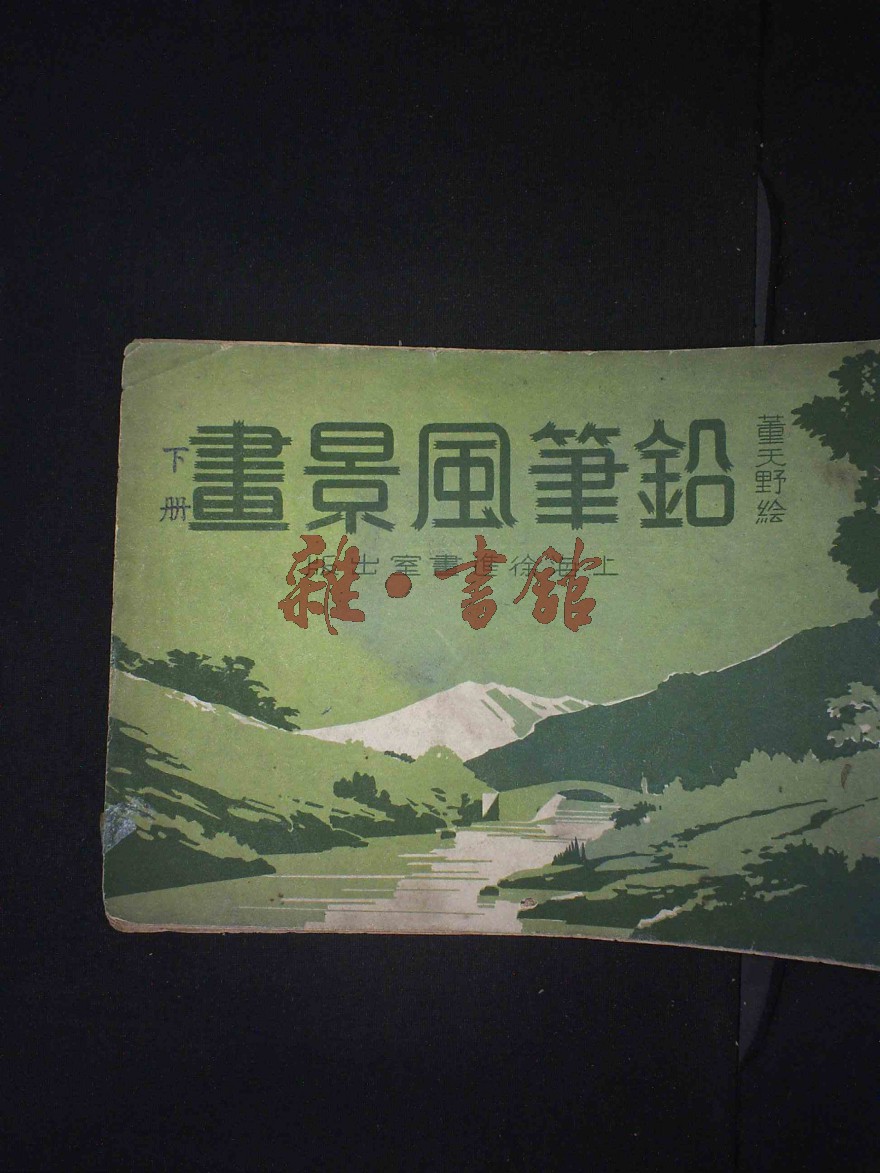 董天野絵
鉛筆風景畫
下册
上海徐進畫室出版
雜·書館